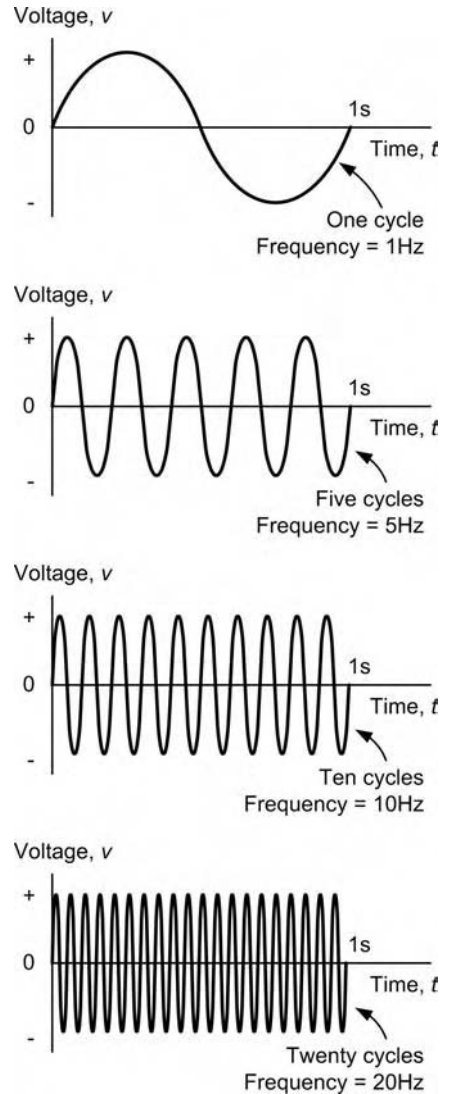 Voltage, v
+
1s
0
Time, t
-
One cycle
Frequency = 1Hz
Voltage, v
+
1s
0
Time, t
-
Five cycles
Frequency = 5Hz
Voltage, v
+
1s
0
Time, t
-
Ten cycles
Frequency = 10Hz
Voltage, v
+
1s
0
Time, t
-
Twenty cycles
Frequency = 20Hz